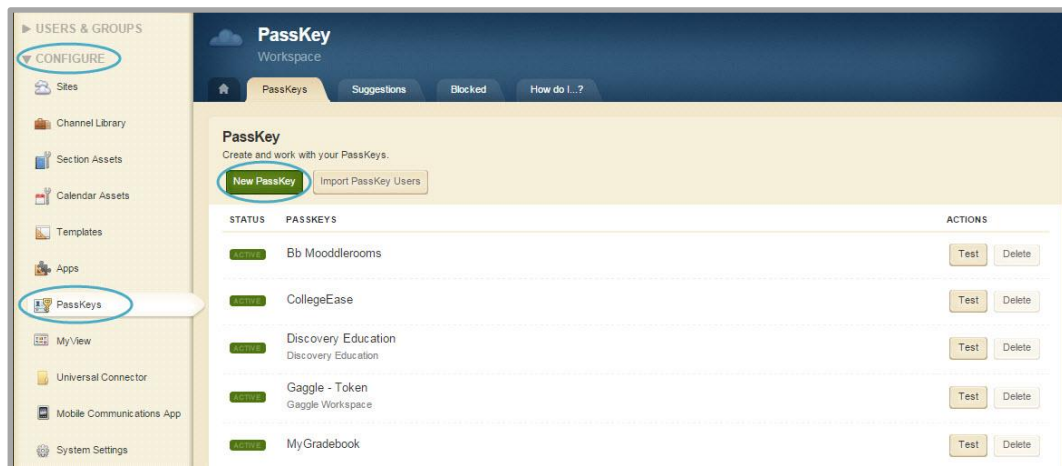 USERS & GROUPS
CONFIGURE
Sites
Channel Library
Section Assets
Calendar Assets
Templates
Apps
PassKeys
MyView
Universal Connector
Mobile Communications App
System Settings
PassKey
Workspace
PassKeys Suggestions Blocked How do I...?
PassKey
Create and work with your PassKeys.
New PassKey Import PassKey Users
STATUS PASSKEYS ACTIONS
ACTIVE Bb Mooddlerooms Test Delete
ACTIVE CollegeEase Test Delete
ACTIVE Discovery Education Test Delete
Discovery Education
ACTIVE Gaggle - Token Test Delete
Gaggle Workspace
ACTIVE MyGradebook Test Delete